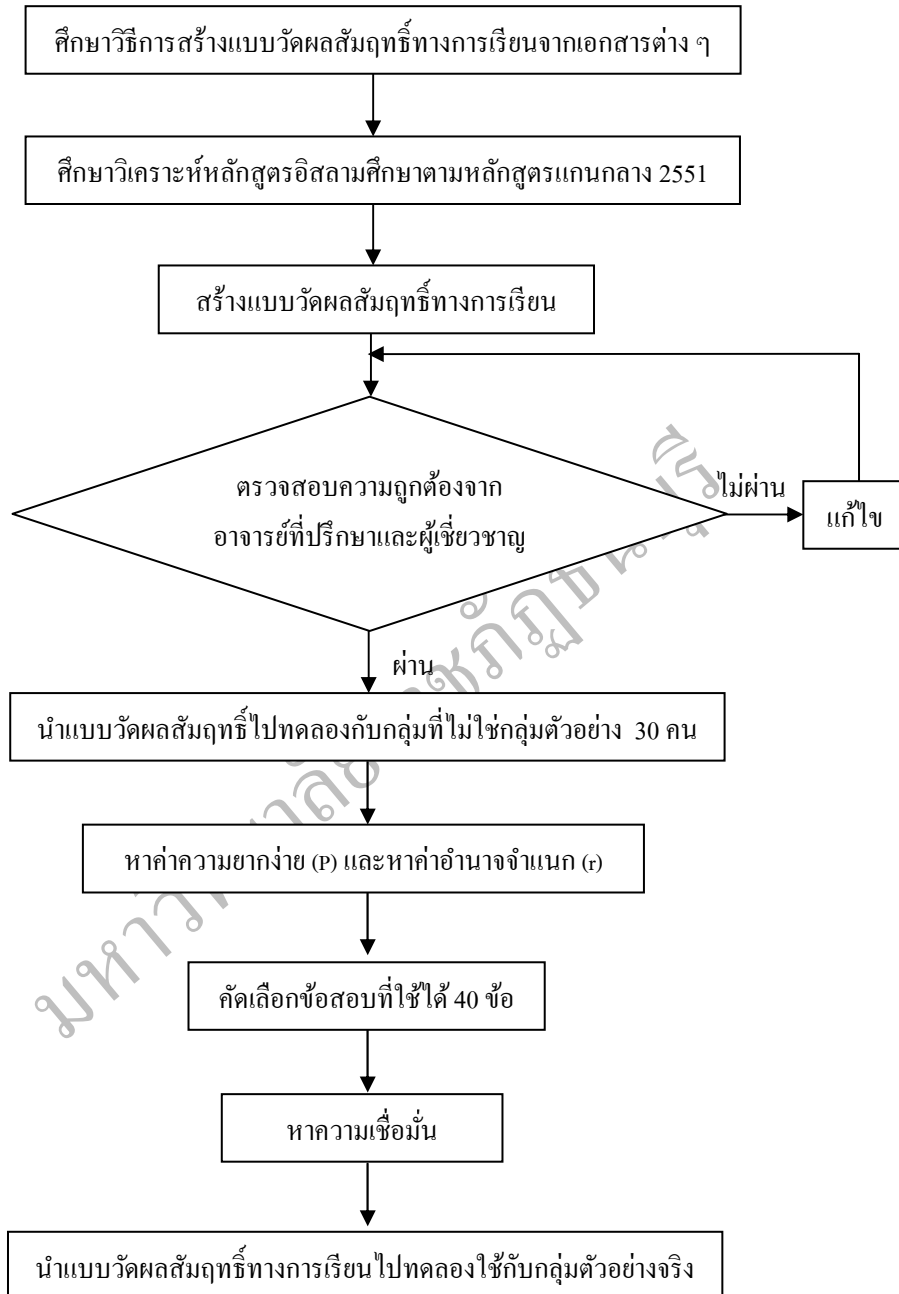 ศึกษาวิธีการสร้างแบบวัดผลสัมฤทธิ์ทางการเรียนจากเอกสารต่าง ๆ
ศึกษาวิเคราะห์หลักสูตรอิสลามศึกษาตามหลักสูตรแกนกลาง 2551
สร้างแบบวัดผลสัมฤทธิ์ทางการเรียน
ตรวจสอบความถูกต้องจาก
อาจารย์ที่ปรึกษาและผู้เชี่ยวชาญ
ไม่ผ่าน
แก้ไข
ผ่าน
นำแบบวัดผลสัมฤทธิ์ไปทดลองกับกลุ่มที่ไม่ใช่กลุ่มตัวอย่าง 30 คน
หาค่าความยากง่าย (P) และหาค่าอำนาจจำแนก (r)
คัดเลือกข้อสอบที่ใช้ได้ 40 ข้อ
หาความเชื่อมั่น
นำแบบวัดผลสัมฤทธิ์ทางการเรียนไปทดลองใช้กับกลุ่มตัวอย่างจริง